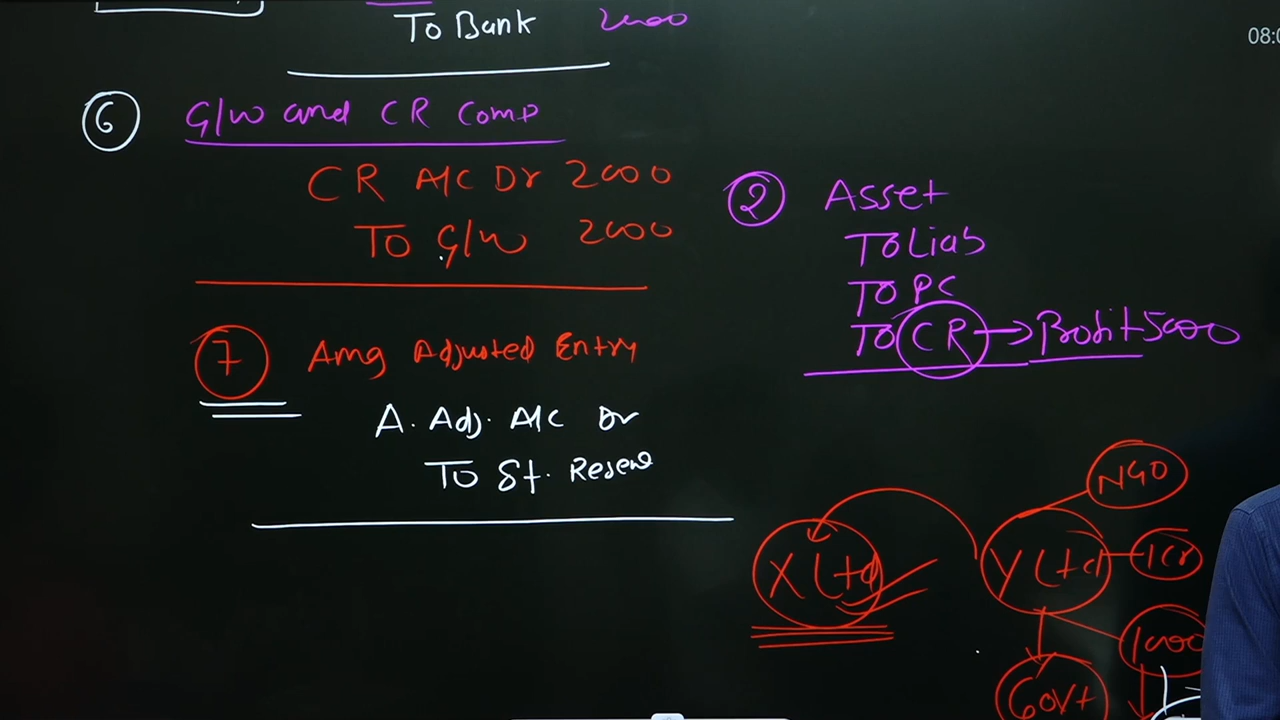 To Bank 2000
6 G/w and CR Comp
CR A/C Dr 2000
To G/w 2000
7 Amg Adjusted Entry
A. Adj. A/C Dr
To St. Reserve
08:0
2 Asset
To Liab
To PC
To CR → Profit 5000
NGO
X Ltd Y Ltd 1Cr
1000
GOVt